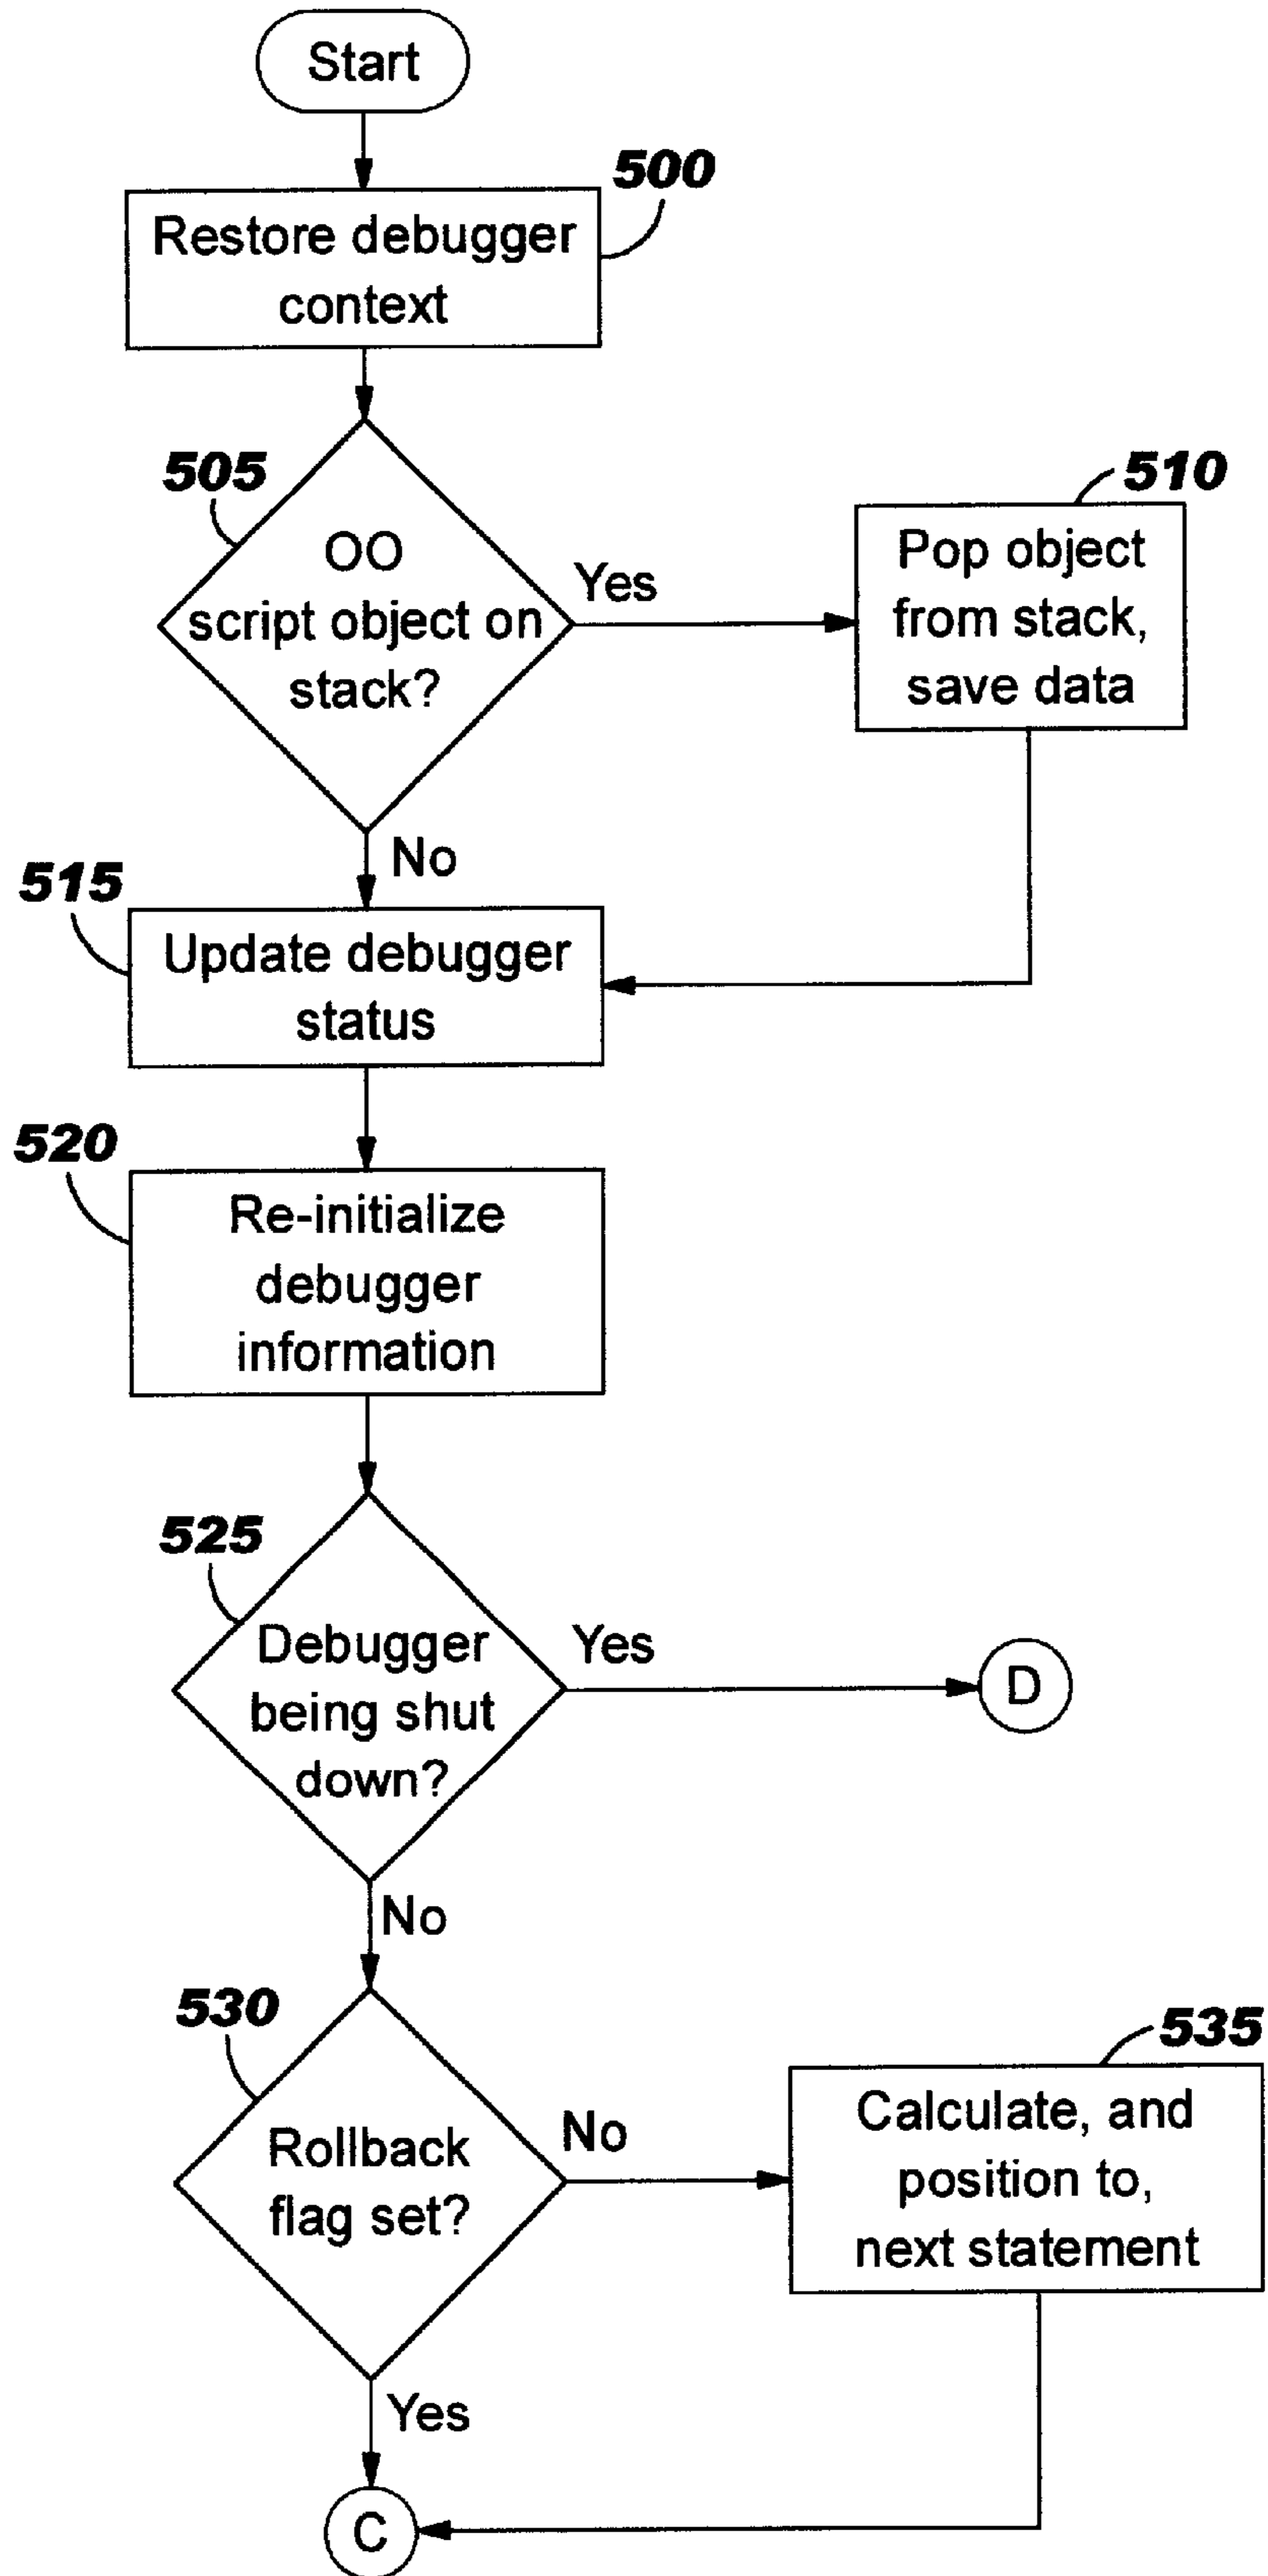 Start
500
Restore debugger
context
505
OO
script object on
stack?
Yes
510
Pop object
from stack,
save data
No
515
Update debugger
status
520
Re-initialize
debugger
information
525
Debugger
being shut
down?
Yes
D
No
530
Rollback
flag set?
No
535
Calculate, and
position to,
next statement
Yes
C